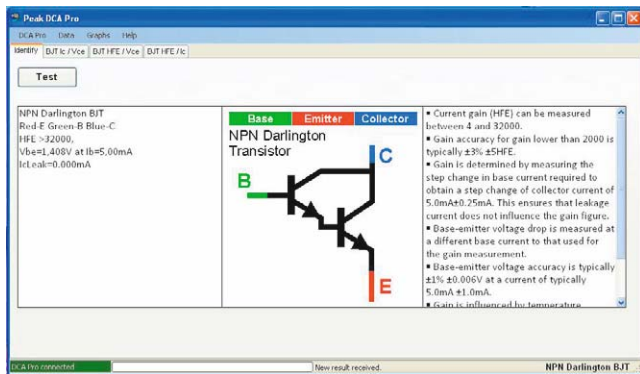 Peak DCA Pro
DCA Pro Data Graphs Help
Identify BJT Ic / Vce BJT HFE / Vce BJT HFE / Ic
Test
NPN Darlington BJT
Red-E Green-B Blue-C
HFE >32000,
Vbe=1,408V at Ib=5,00mA
IcLeak=0.000mA
Base Emitter Collector
NPN Darlington
Transistor
C
B
E
▪ Current gain (HFE) can be measured
between 4 and 32000.
▪ Gain accuracy for gain lower than 2000 is
typically ±3% ±5HFE.
▪ Gain is determined by measuring the
step change in base current required to
obtain a step change of collector current of
5.0mA±0.25mA. This ensures that leakage
current does not influence the gain figure.
▪ Base-emitter voltage drop is measured at
a different base current to that used for
the gain measurement.
▪ Base-emitter voltage accuracy is typically
±1% ±0.006V at a current of typically
5.0mA ±1.0mA.
▪ Gain is influenced by temperature
DCA Pro connected New result received. NPN Darlington BJT